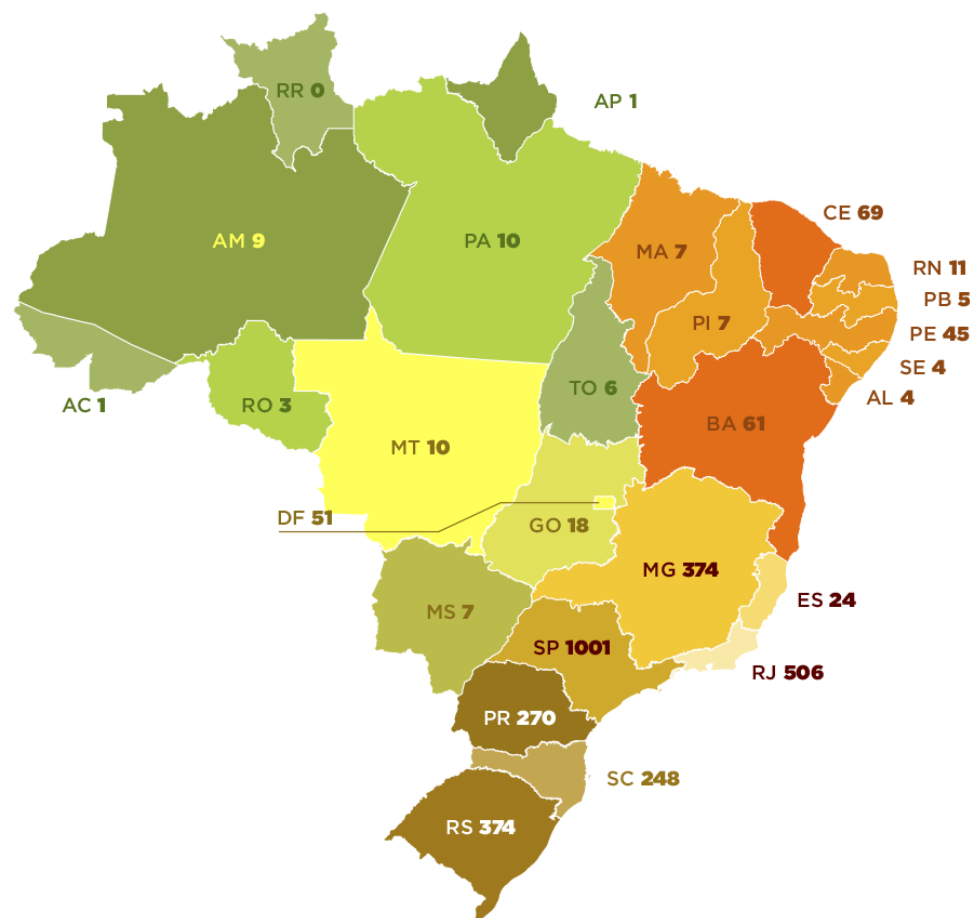 RR 0
AP 1
CE 69
AM 9
PA 10
MA 7
RN 11
PB 5
PI 7
PE 45
SE 4
TO 6
AL 4
AC 1
RO 3
BA 61
MT 10
DF 51
GO 18
MG 374
ES 24
MS 7
SP 1001
RJ 506
PR 270
SC 248
RS 374